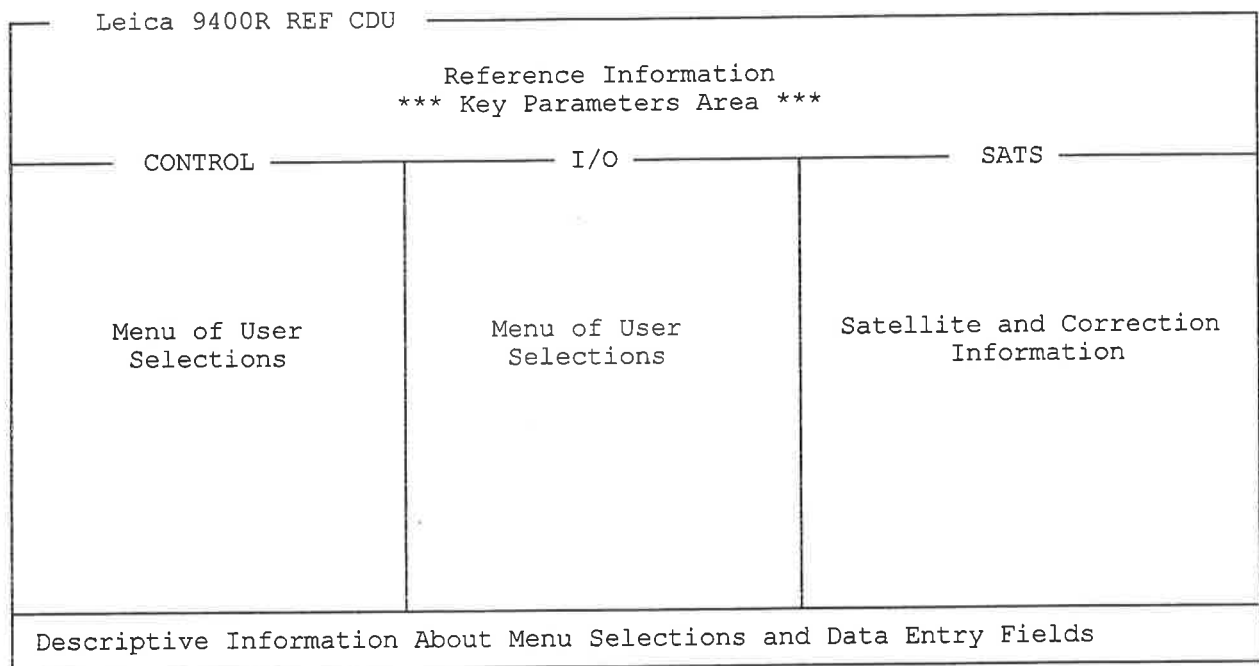 Leica 9400R REF CDU
Reference Information
*** Key Parameters Area ***
CONTROL
I/O
SATS
Menu of User
Selections
Menu of User
Selections
Satellite and Correction
Information
Descriptive Information About Menu Selections and Data Entry Fields